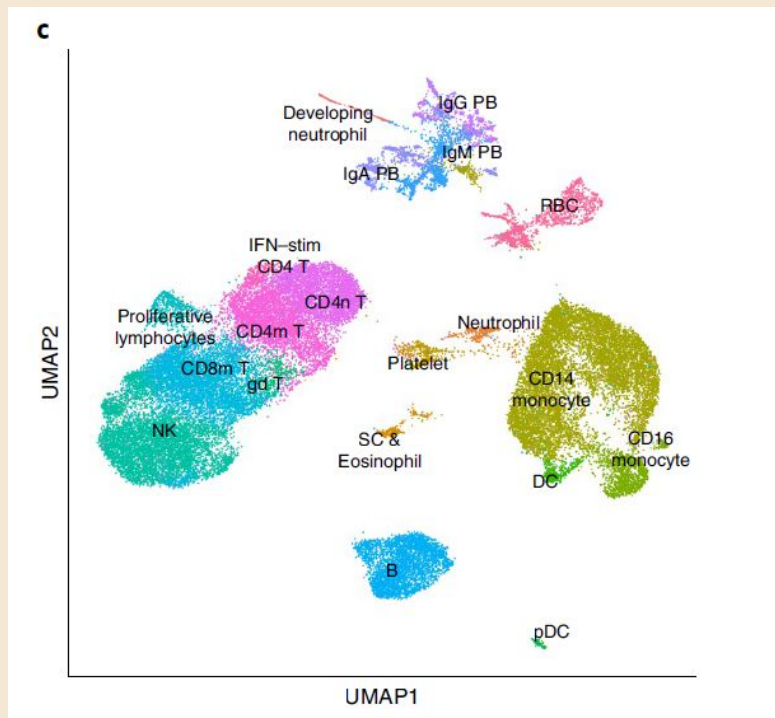 c
IgG PB
Developing
neutrophil
IgM PB
IgA PB
RBC
IFN–stim
CD4 T
CD4n T
Proliferative
lymphocytes
CD4m T
Neutrophil
Platelet
CD8m T
gd T
CD14
monocyte
NK
SC &
Eosinophil
CD16
monocyte
DC
B
pDC
UMAP2
UMAP1